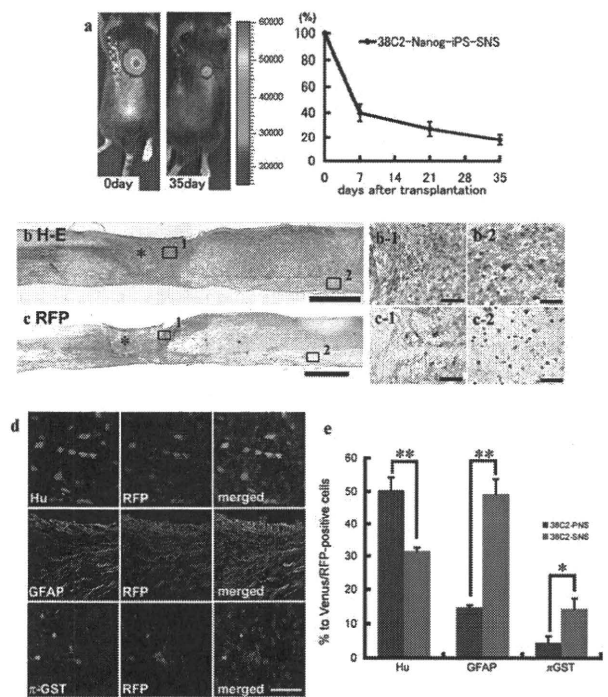 a
0day
35day
60000
50000
40000
30000
20000
(%)
100
80
60
40
20
0
38C2-Nanog-iPS-SNS
0 7 14 21 28 35
days after transplantation
b H-E
*
1
2
b-1
b-2
c RFP
*
1
2
c-1
c-2
d
Hu
RFP
merged
GFAP
RFP
merged
π-GST
RFP
merged
e
% to Venus/RFP-positive cells
60
50
40
30
20
10
0
**
**
*
38C2-PNS
38C2-SNS
Hu
GFAP
πGST